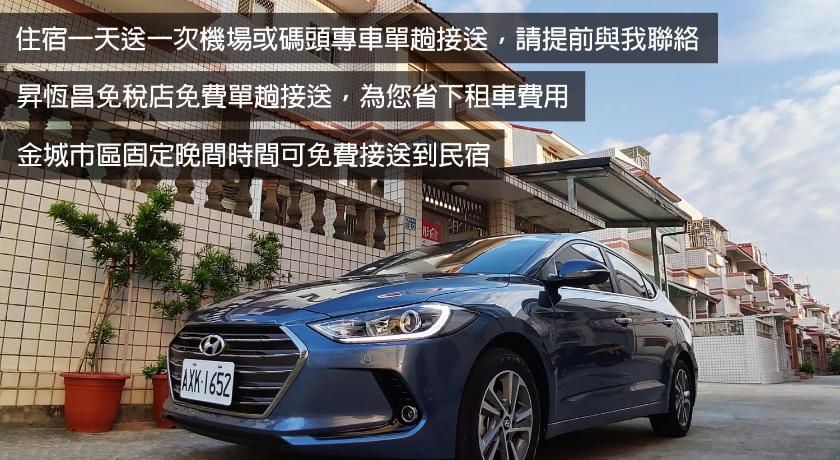 住宿一天送一次機場或碼頭專車單趟接送，請提前與我聯絡
昇恆昌免稅店免費單趟接送，為您省下租車費用
金城市區固定晚間時間可免費接送到民宿
AXK-1652